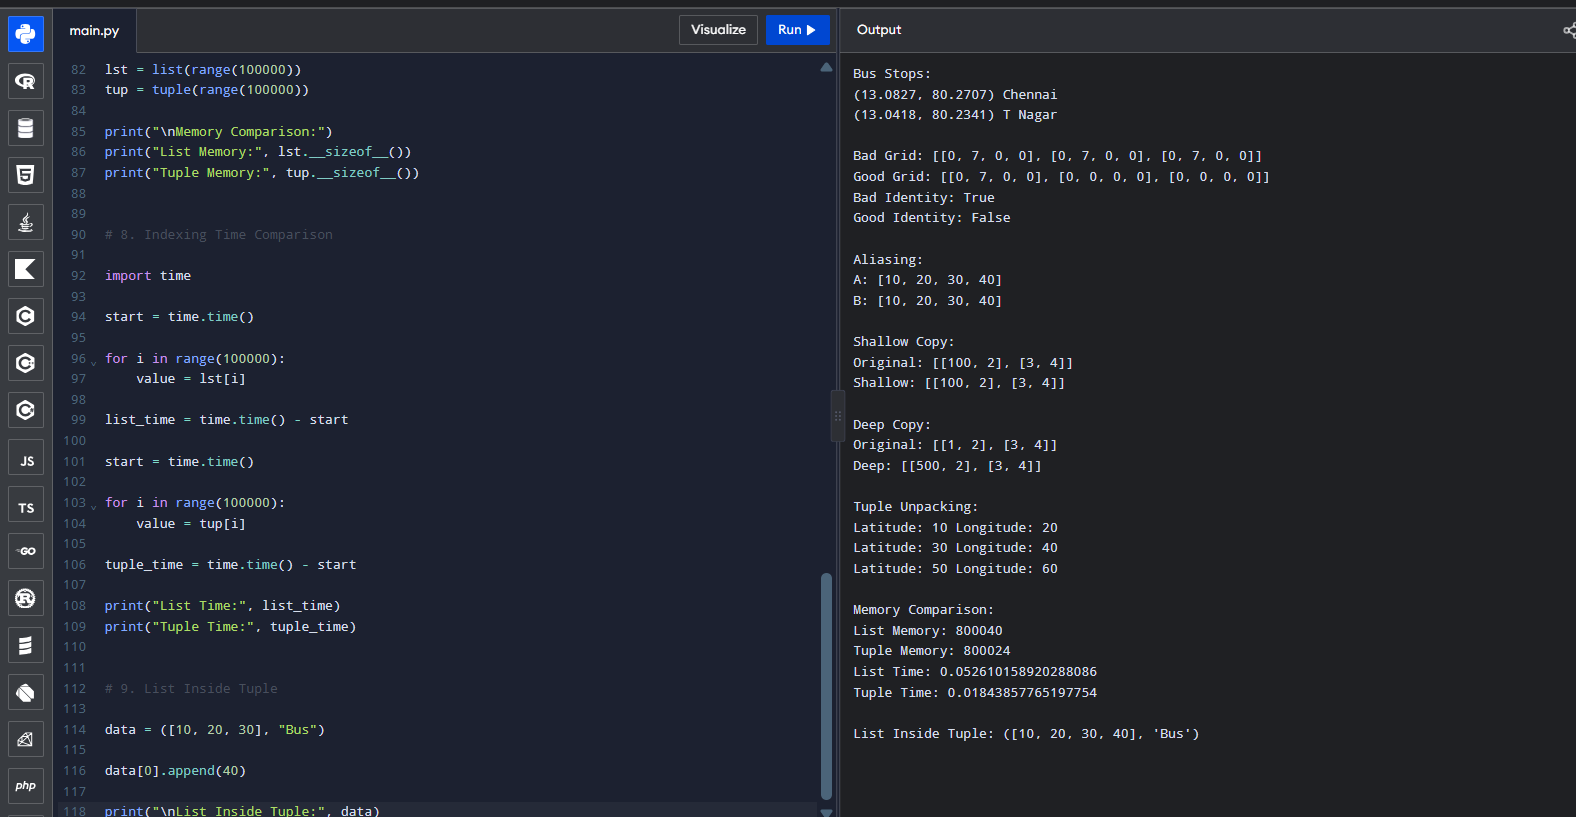 main.py
Visualize
Run
Output
JS
TS
GO
php
82 lst = list(range(100000))
83 tup = tuple(range(100000))
84
85 print("\nMemory Comparison:")
86 print("List Memory:", lst.__sizeof__())
87 print("Tuple Memory:", tup.__sizeof__())
88
89
90 # 8. Indexing Time Comparison
91
92 import time
93
94 start = time.time()
95
96 for i in range(100000):
97     value = lst[i]
98
99 list_time = time.time() - start
100
101 start = time.time()
102
103 for i in range(100000):
104     value = tup[i]
105
106 tuple_time = time.time() - start
107
108 print("List Time:", list_time)
109 print("Tuple Time:", tuple_time)
110
111
112 # 9. List Inside Tuple
113
114 data = ([10, 20, 30], "Bus")
115
116 data[0].append(40)
117
118 print("\nList Inside Tuple:", data)
Bus Stops:
(13.0827, 80.2707) Chennai
(13.0418, 80.2341) T Nagar
Bad Grid: [[0, 7, 0, 0], [0, 7, 0, 0], [0, 7, 0, 0]]
Good Grid: [[0, 7, 0, 0], [0, 0, 0, 0], [0, 0, 0, 0]]
Bad Identity: True
Good Identity: False
Aliasing:
A: [10, 20, 30, 40]
B: [10, 20, 30, 40]
Shallow Copy:
Original: [[100, 2], [3, 4]]
Shallow: [[100, 2], [3, 4]]
Deep Copy:
Original: [[1, 2], [3, 4]]
Deep: [[500, 2], [3, 4]]
Tuple Unpacking:
Latitude: 10 Longitude: 20
Latitude: 30 Longitude: 40
Latitude: 50 Longitude: 60
Memory Comparison:
List Memory: 800040
Tuple Memory: 800024
List Time: 0.052610158920288086
Tuple Time: 0.01843857765197754
List Inside Tuple: ([10, 20, 30, 40], 'Bus')